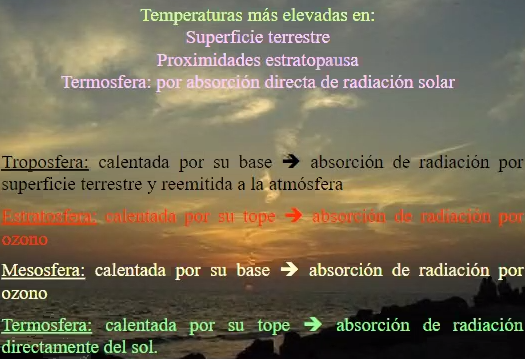 Temperaturas más elevadas en:
Superficie terrestre
Proximidades estratopausa
Termosfera: por absorción directa de radiación solar
Troposfera: calentada por su base ➔ absorción de radiación por
superficie terrestre y reemitida a la atmósfera
Estratosfera: calentada por su tope ➔ absorción de radiación por
ozono
Mesosfera: calentada por su base ➔ absorción de radiación por
ozono
Termosfera: calentada por su tope ➔ absorción de radiación
directamente del sol.